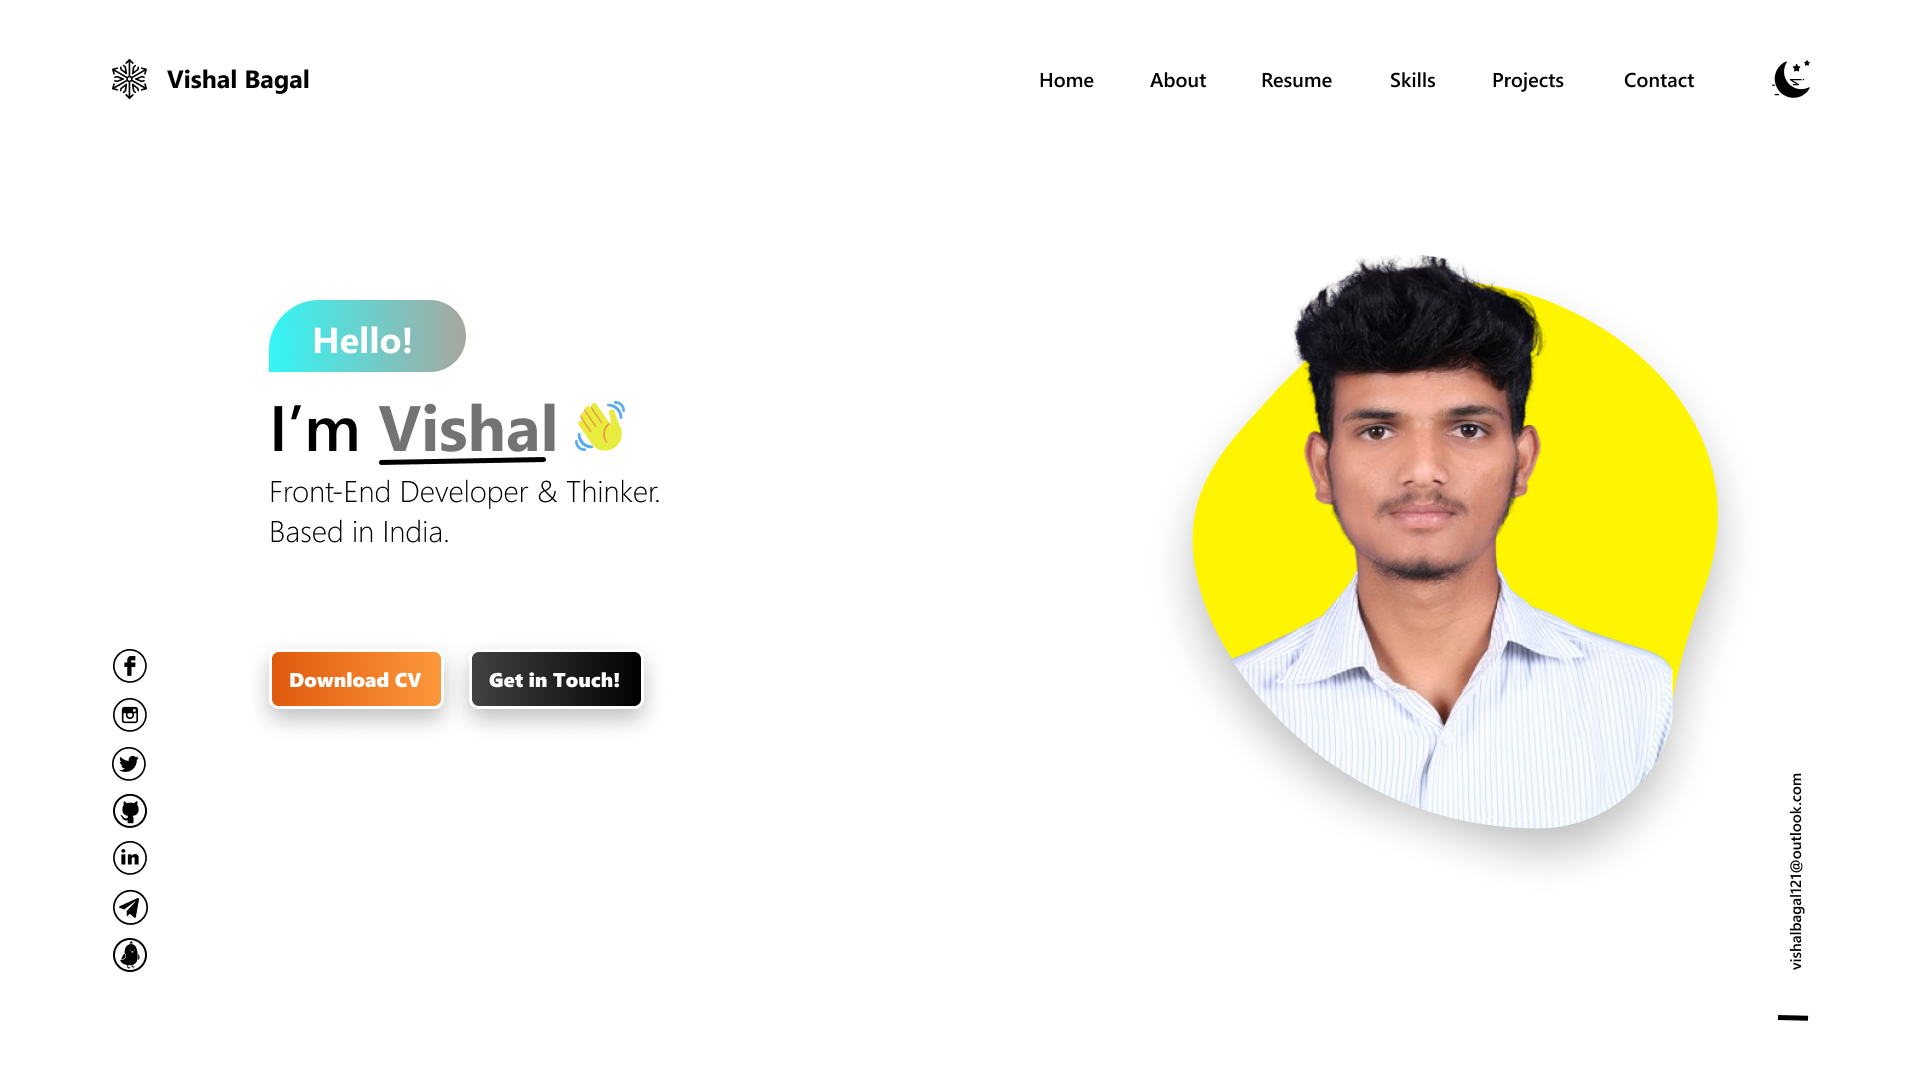 Vishal Bagal
Home About Resume Skills Projects Contact
Hello!
I’m Vishal
Front-End Developer & Thinker.
Based in India.
Download CV Get in Touch!
vishalbagal121@outlook.com